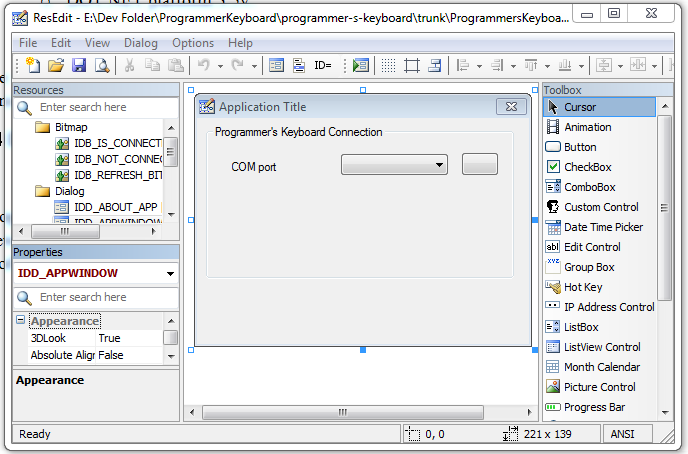 ResEdit - E:\Dev Folder\ProgrammerKeyboard\programmer-s-keyboard\trunk\ProgrammersKeyboa...
File Edit View Dialog Images Options Help
ID=
Resources
Enter search here
Bitmap
IDB_IS_CONNECT
IDB_NOT_CONNEC
IDB_REFRESH_BIT
Dialog
IDD_ABOUT_APP
IDD_APPWINDOW
Properties
IDD_APPWINDOW
Enter search here
Appearance
3DLook True
Absolute Aligr False
Appearance
Application Title
Programmer's Keyboard Connection
COM port
Toolbox
Cursor
Animation
Button
CheckBox
ComboBox
Custom Control
Date Time Picker
Edit Control
Group Box
Hot Key
IP Address Control
ListBox
ListView Control
Month Calendar
Picture Control
Progress Bar
Ready
0, 0
221 x 139
ANSI